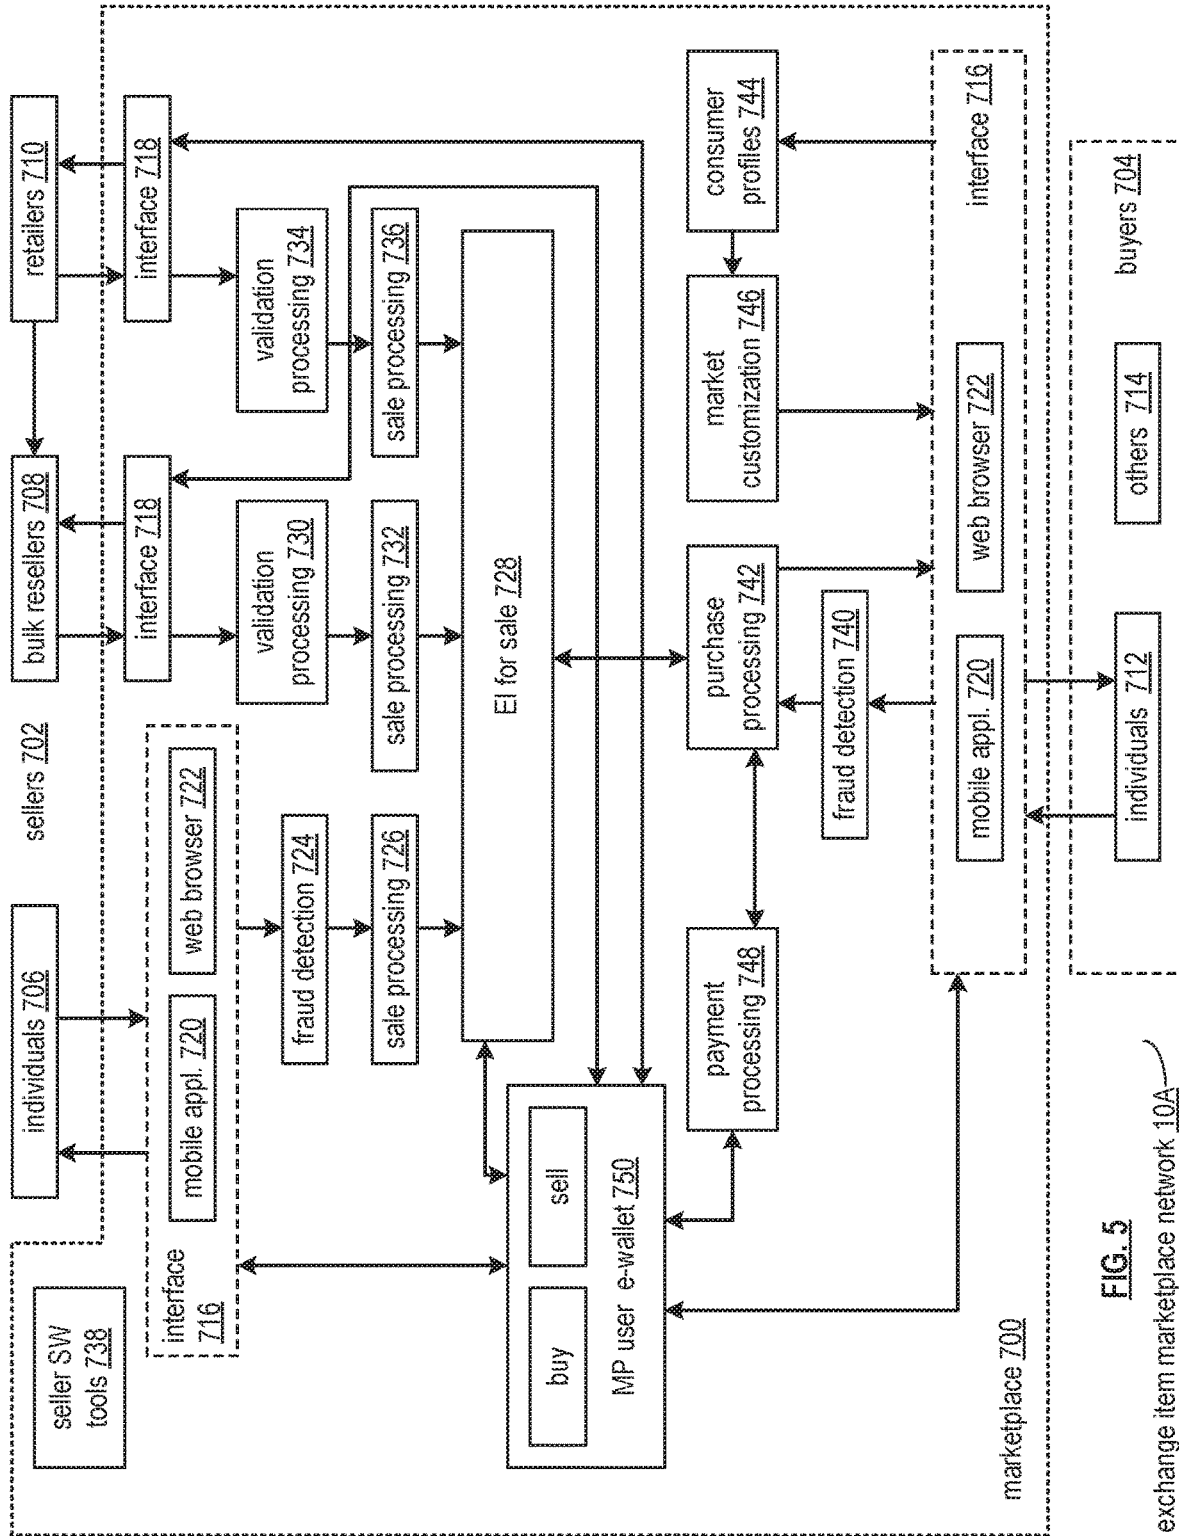 seller SW
tools 738
individuals 706
sellers 702
bulk resellers 708
retailers 710
interface
716
mobile appl. 720
web browser 722
interface 718
interface 718
fraud detection 724
validation
processing 730
validation
processing 734
sale processing 726
sale processing 732
sale processing 736
EI for sale 728
buy
sell
MP user e-wallet 750
payment
processing 748
purchase
processing 742
market
customization 746
consumer
profiles 744
fraud detection 740
mobile appl. 720
web browser 722
interface 716
marketplace 700
individuals 712
others 714
buyers 704
FIG. 5
exchange item marketplace network 10A